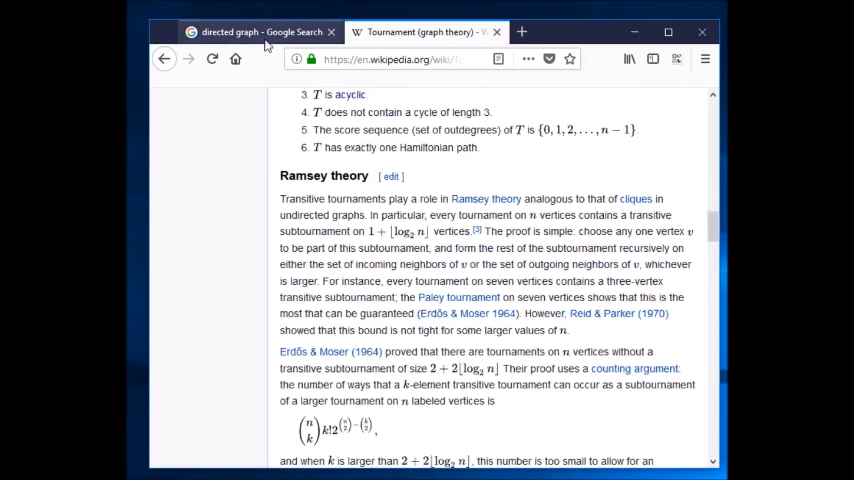 directed graph - Google Search
Tournament (graph theory) - W
https://en.wikipedia.org/wiki/To
3. T is acyclic.
4. T does not contain a cycle of length 3.
5. The score sequence (set of outdegrees) of T is {0, 1, 2, . . . , n − 1}.
6. T has exactly one Hamiltonian path.
Ramsey theory [ edit ]
Transitive tournaments play a role in Ramsey theory analogous to that of cliques in
undirected graphs. In particular, every tournament on n vertices contains a transitive
subtournament on 1 + ⌊log₂ n⌋ vertices.[3] The proof is simple: choose any one vertex v
to be part of this subtournament, and form the rest of the subtournament recursively on
either the set of incoming neighbors of v or the set of outgoing neighbors of v, whichever
is larger. For instance, every tournament on seven vertices contains a three-vertex
transitive subtournament; the Paley tournament on seven vertices shows that this is the
most that can be guaranteed (Erdős & Moser 1964). However, Reid & Parker (1970)
showed that this bound is not tight for some larger values of n.
Erdős & Moser (1964) proved that there are tournaments on n vertices without a
transitive subtournament of size 2 + 2⌊log₂ n⌋ Their proof uses a counting argument:
the number of ways that a k-element transitive tournament can occur as a subtournament
of a larger tournament on n labeled vertices is
(n k) k! 2^((n 2)−(k 2)),
and when k is larger than 2 + 2⌊log₂ n⌋, this number is too small to allow for an